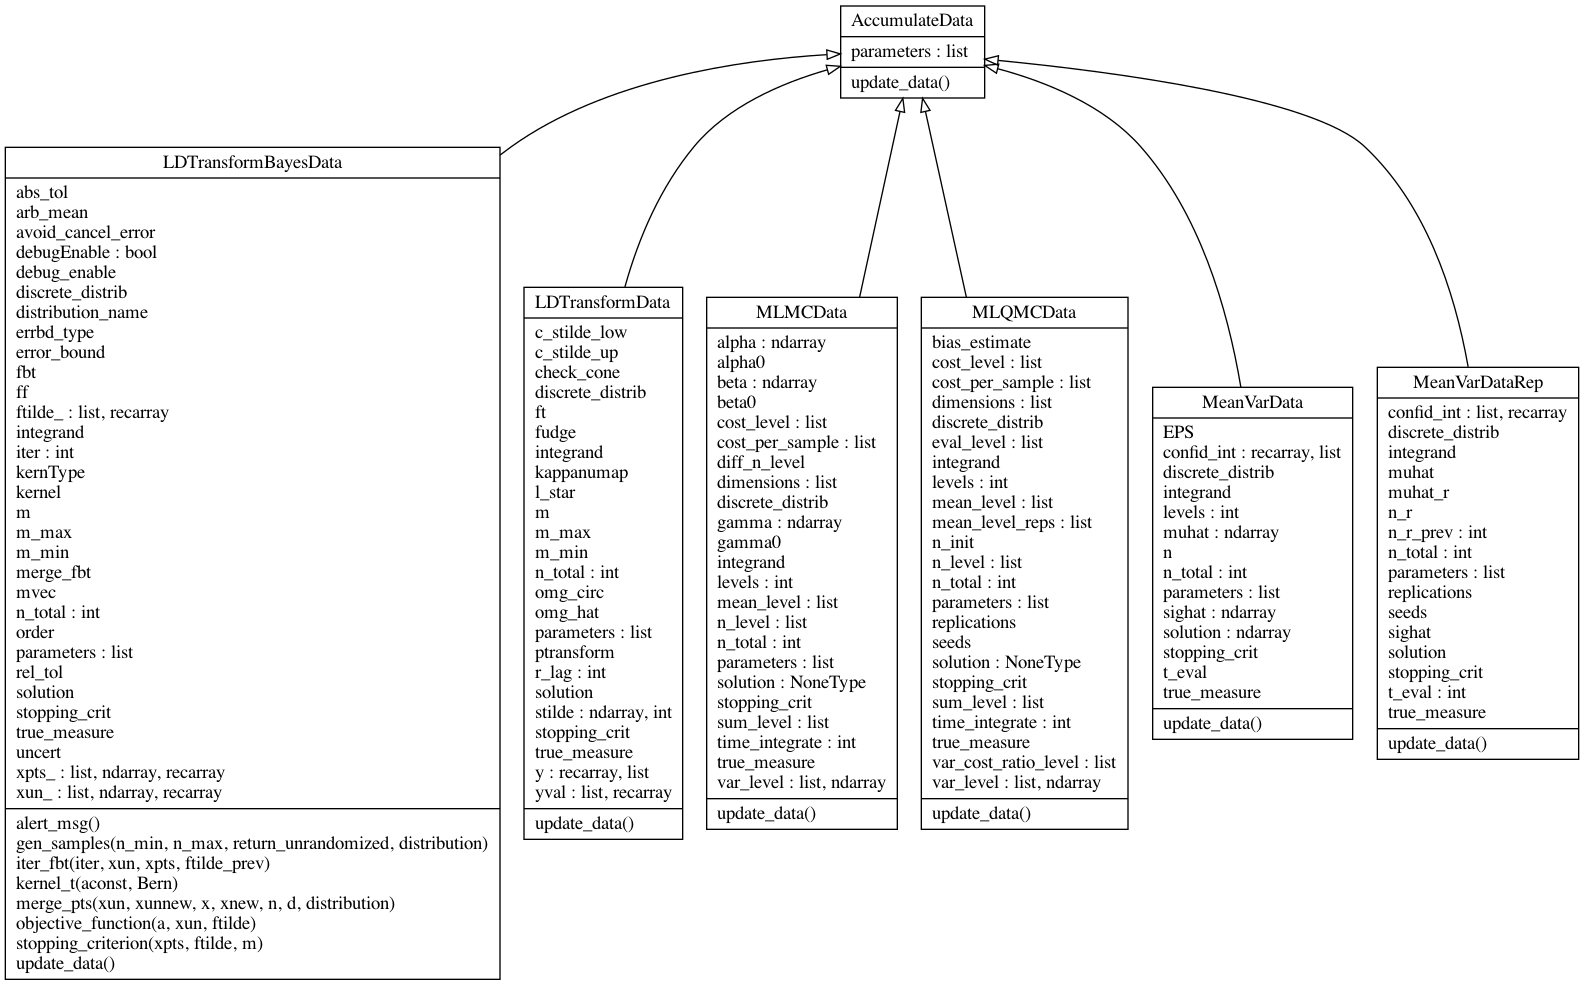 AccumulateData
parameters : list
update_data()
LDTransformBayesData
abs_tol
arb_mean
avoid_cancel_error
debugEnable : bool
debug_enable
discrete_distrib
distribution_name
errbd_type
error_bound
fbt
ff
ftilde_ : list, recarray
integrand
iter : int
kernType
kernel
m
m_max
m_min
merge_fbt
mvec
n_total : int
order
parameters : list
rel_tol
solution
stopping_crit
true_measure
uncert
xpts_ : list, ndarray, recarray
xun_ : list, ndarray, recarray
alert_msg()
gen_samples(n_min, n_max, return_unrandomized, distribution)
iter_fbt(iter, xun, xpts, ftilde_prev)
kernel_t(aconst, Bern)
merge_pts(xun, xunnew, x, xnew, n, d, distribution)
objective_function(a, xun, ftilde)
stopping_criterion(xpts, ftilde, m)
update_data()
LDTransformData
c_stilde_low
c_stilde_up
check_cone
discrete_distrib
ft
fudge
integrand
kappanumap
l_star
m
m_max
m_min
n_total : int
omg_circ
omg_hat
parameters : list
ptransform
r_lag : int
solution
stilde : ndarray, int
stopping_crit
true_measure
y : recarray, list
yval : list, recarray
update_data()
MLMCData
alpha : ndarray
alpha0
beta : ndarray
beta0
cost_level : list
cost_per_sample : list
diff_n_level
dimensions : list
discrete_distrib
gamma : ndarray
gamma0
integrand
levels : int
mean_level : list
n_level : list
n_total : int
parameters : list
solution : NoneType
stopping_crit
sum_level : list
time_integrate : int
true_measure
var_level : list, ndarray
update_data()
MLQMCData
bias_estimate
cost_level : list
cost_per_sample : list
dimensions : list
discrete_distrib
eval_level : list
integrand
levels : int
mean_level : list
mean_level_reps : list
n_init
n_level : list
n_total : int
parameters : list
replications
seeds
solution : NoneType
stopping_crit
sum_level : list
time_integrate : int
true_measure
var_cost_ratio_level : list
var_level : list, ndarray
update_data()
MeanVarData
EPS
confid_int : recarray, list
discrete_distrib
integrand
levels : int
muhat : ndarray
n
n_total : int
parameters : list
sighat : ndarray
solution : ndarray
stopping_crit
t_eval
true_measure
update_data()
MeanVarDataRep
confid_int : list, recarray
discrete_distrib
integrand
muhat
muhat_r
n_r
n_r_prev : int
n_total : int
parameters : list
replications
seeds
sighat
solution
stopping_crit
t_eval : int
true_measure
update_data()